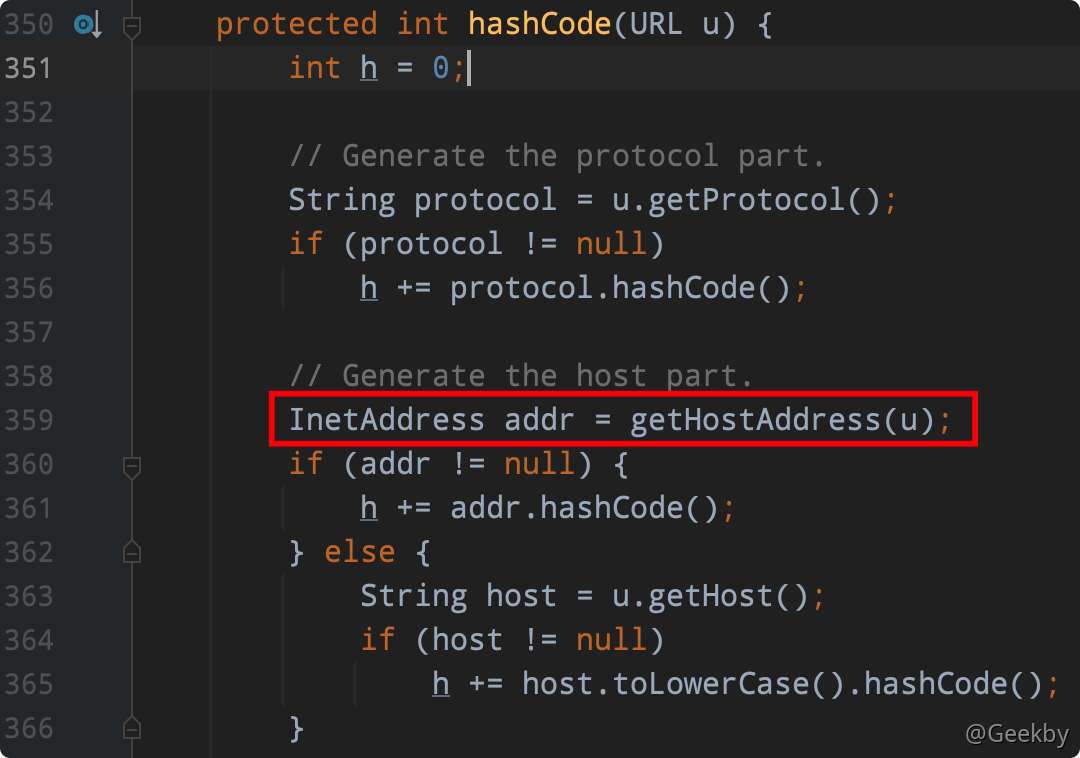 350 protected int hashCode(URL u) {
351 int h = 0;
352
353 // Generate the protocol part.
354 String protocol = u.getProtocol();
355 if (protocol != null)
356 h += protocol.hashCode();
357
358 // Generate the host part.
359 InetAddress addr = getHostAddress(u);
360 if (addr != null) {
361 h += addr.hashCode();
362 } else {
363 String host = u.getHost();
364 if (host != null)
365 h += host.toLowerCase().hashCode();
366 }
@Geekby